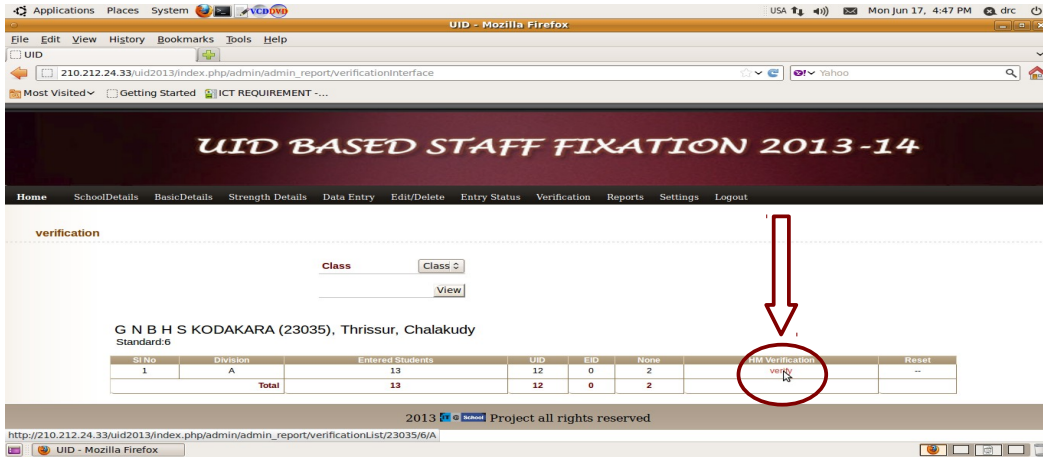 Applications Places System VCDDVD USA Mon Jun 17, 4:47 PM drc
UID - Mozilla Firefox
File Edit View History Bookmarks Tools Help
UID
210.212.24.33/uid2013/index.php/admin/admin_report/verificationInterface Yahoo
Most Visited Getting Started ICT REQUIREMENT -...
UID BASED STAFF FIXATION 2013-14
Home SchoolDetails BasicDetails Strength Details Data Entry Edit/Delete Entry Status Verification Reports Settings Logout
verification
Class Class
View
G N B H S KODAKARA (23035), Thrissur, Chalakudy
Standard:6
Sl No Division Entered Students UID EID None HM Verification Reset
1 A 13 12 0 2 verify --
Total 13 12 0 2
2013 School Project all rights reserved
http://210.212.24.33/uid2013/index.php/admin/admin_report/verificationList/23035/6/A
UID - Mozilla Firefox